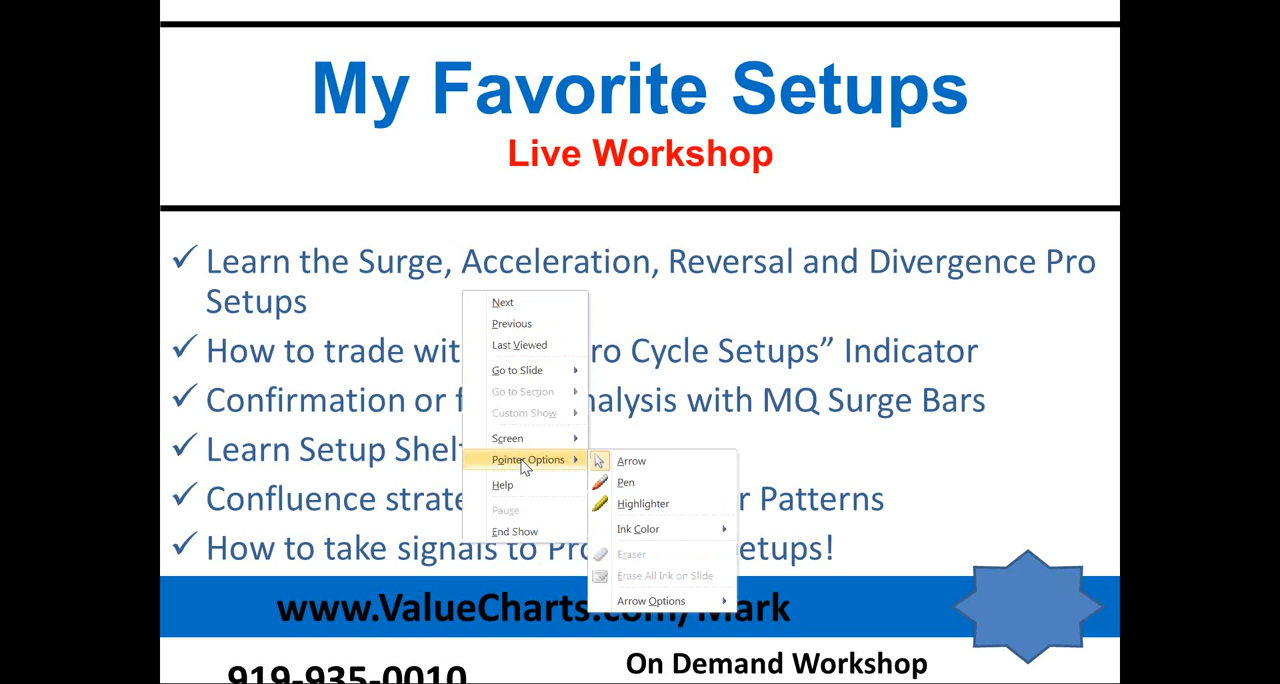 My Favorite Setups
Live Workshop
✓ Learn the Surge, Acceleration, Reversal and Divergence Pro
Setups
✓ How to trade wit ro Cycle Setups” Indicator
✓ Confirmation or f nalysis with MQ Surge Bars
✓ Learn Setup Shel
✓ Confluence strate r Patterns
✓ How to take signals to Pro etups!
Next
Previous
Last Viewed
Go to Slide
Go to Section
Custom Show
Screen
Pointer Options
Help
Pause
End Show
Arrow
Pen
Highlighter
Ink Color
Eraser
Erase All Ink on Slide
Arrow Options
www.ValueCharts.com/Mark
919-935-0010
On Demand Workshop